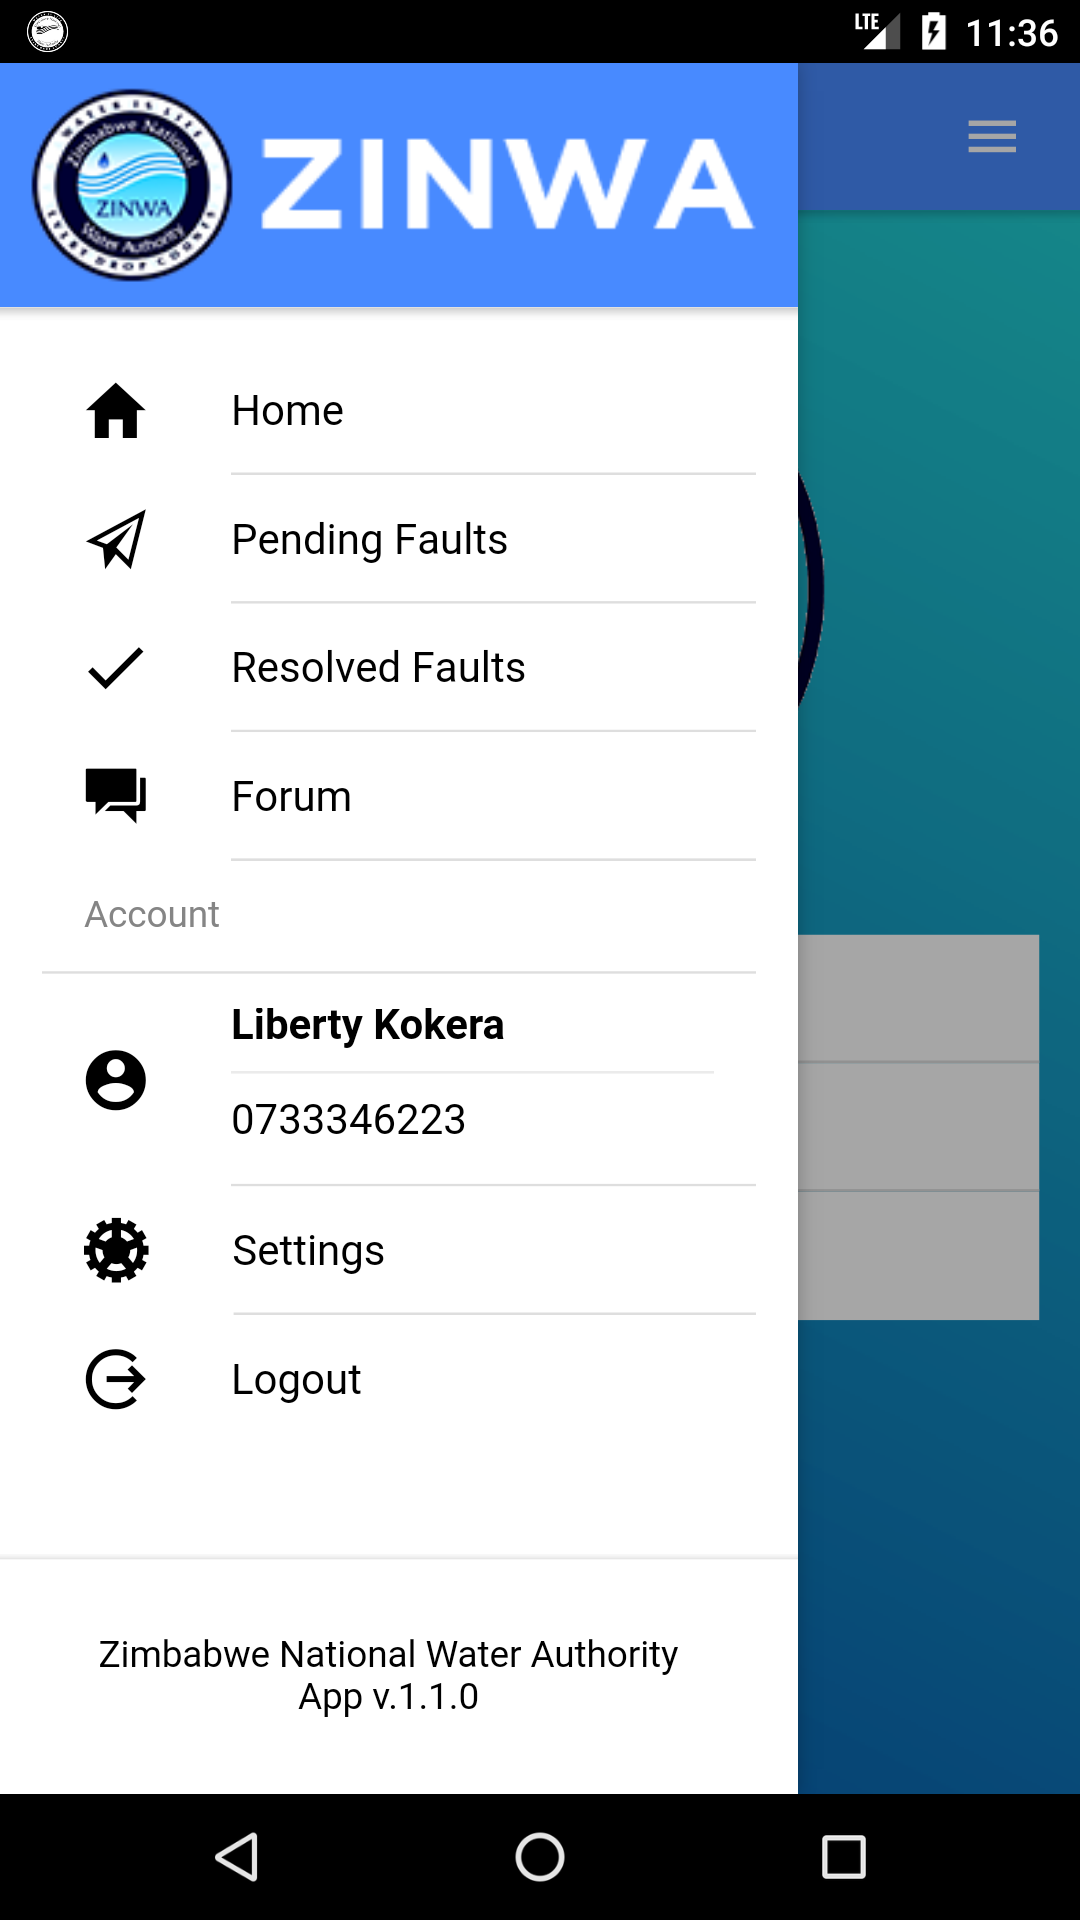 LTE 11:36
WATER IS LIFE
Zimbabwe National
ZINWA
Water Authority
EVERY DROP COUNTS
ZINWA
Home
Pending Faults
Resolved Faults
Forum
Account
Liberty Kokera
0733346223
Settings
Logout
Zimbabwe National Water Authority
App v.1.1.0